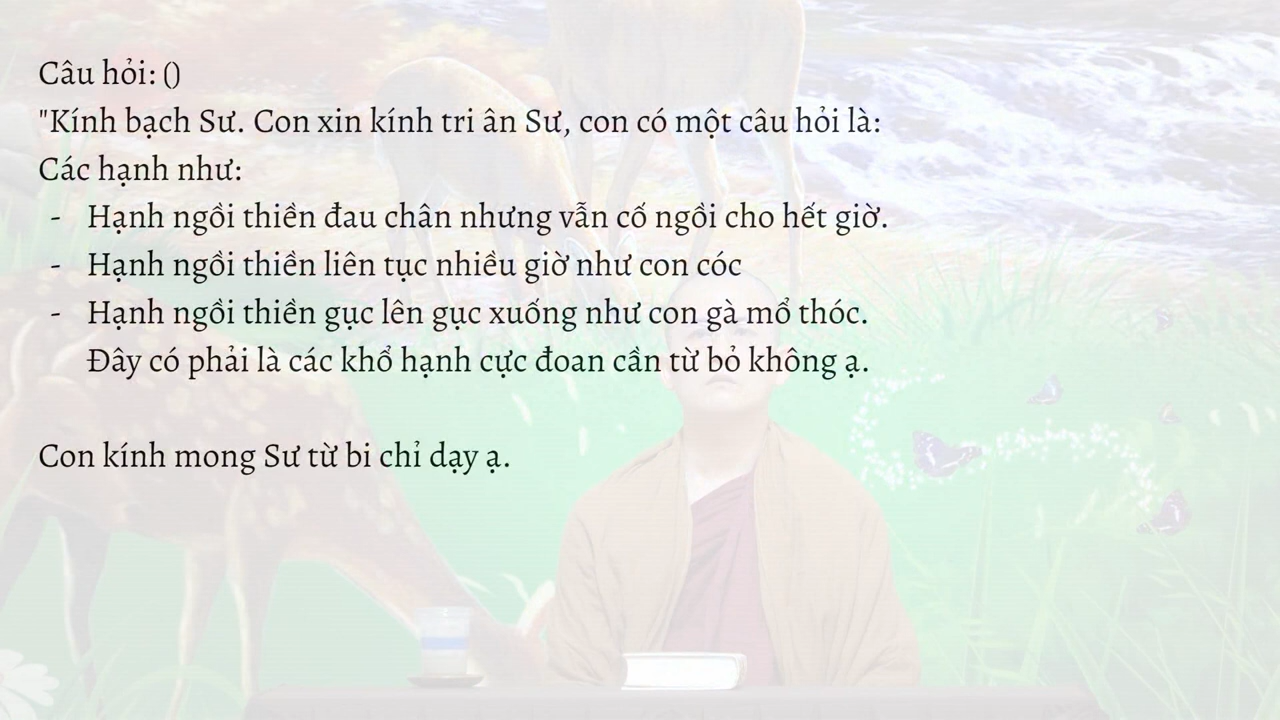 Câu hỏi: ()
"Kính bạch Sư. Con xin kính tri ân Sư, con có một câu hỏi là:
Các hạnh như:
- Hạnh ngồi thiền đau chân nhưng vẫn cố ngồi cho hết giờ.
- Hạnh ngồi thiền liên tục nhiều giờ như con cóc
- Hạnh ngồi thiền gục lên gục xuống như con gà mổ thóc.
Đây có phải là các khổ hạnh cực đoan cần từ bỏ không ạ.
Con kính mong Sư từ bi chỉ dạy ạ.